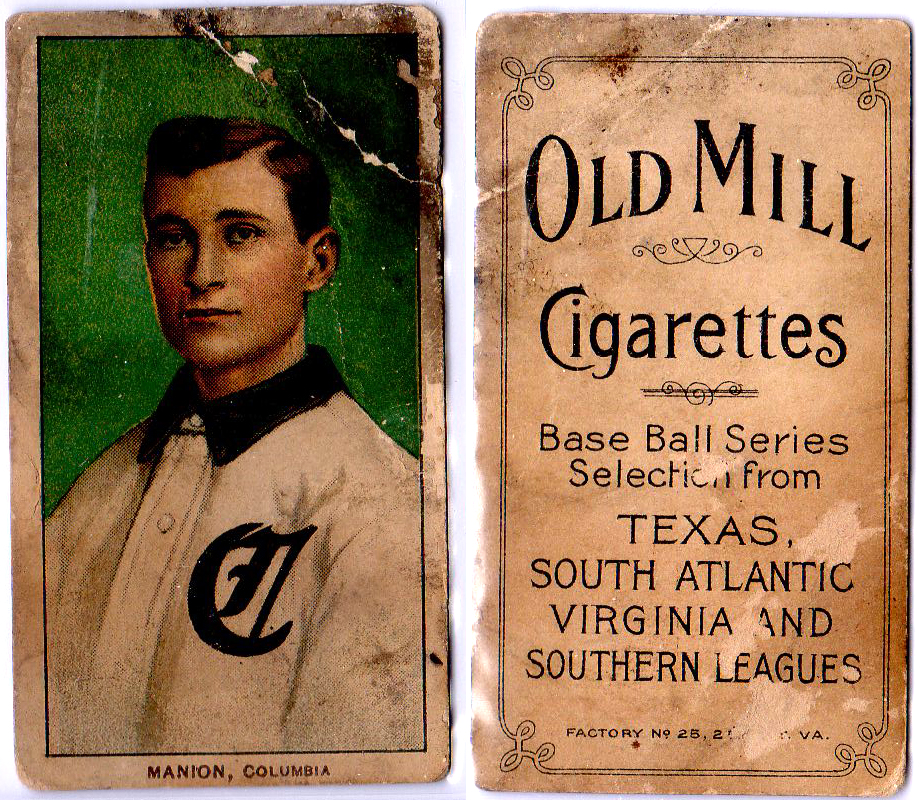 C
MANION, COLUMBIA
OLD MILL
Cigarettes
Base Ball Series
Selection from
TEXAS,
SOUTH ATLANTIC
VIRGINIA AND
SOUTHERN LEAGUES
FACTORY Nº 25, 2 VA.